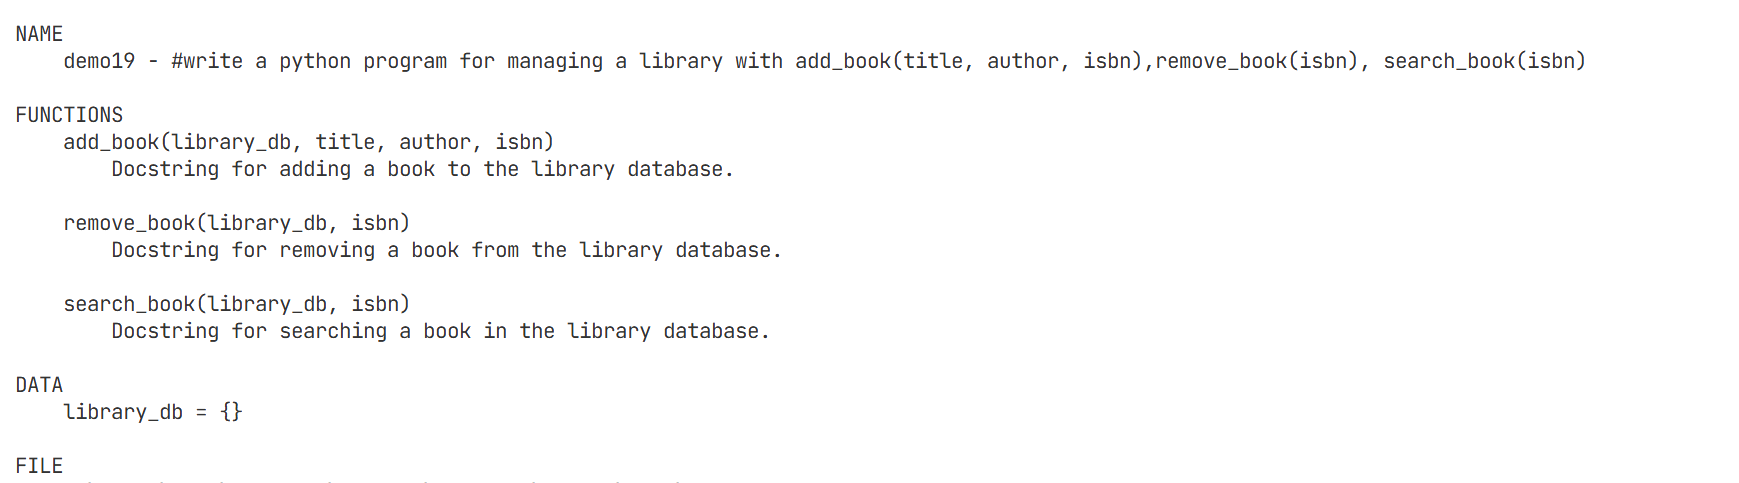 NAME
demo19 - #write a python program for managing a library with add_book(title, author, isbn),remove_book(isbn), search_book(isbn)
FUNCTIONS
add_book(library_db, title, author, isbn)
Docstring for adding a book to the library database.
remove_book(library_db, isbn)
Docstring for removing a book from the library database.
search_book(library_db, isbn)
Docstring for searching a book in the library database.
DATA
library_db = {}
FILE